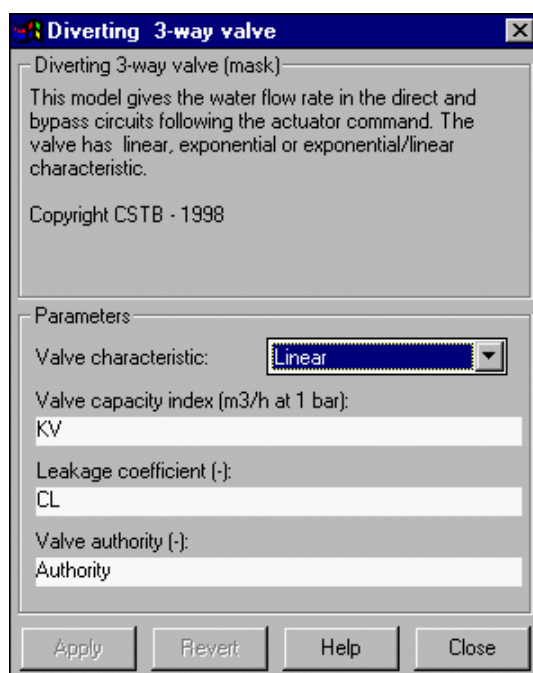 Diverting 3-way valve
Diverting 3-way valve (mask)
This model gives the water flow rate in the direct and
bypass circuits following the actuator command. The
valve has linear, exponential or exponential/linear
characteristic.
Copyright CSTB - 1998
Parameters
Valve characteristic: Linear
Valve capacity index (m3/h at 1 bar):
KV
Leakage coefficient (-):
CL
Valve authority (-):
Authority
Apply Revert Help Close